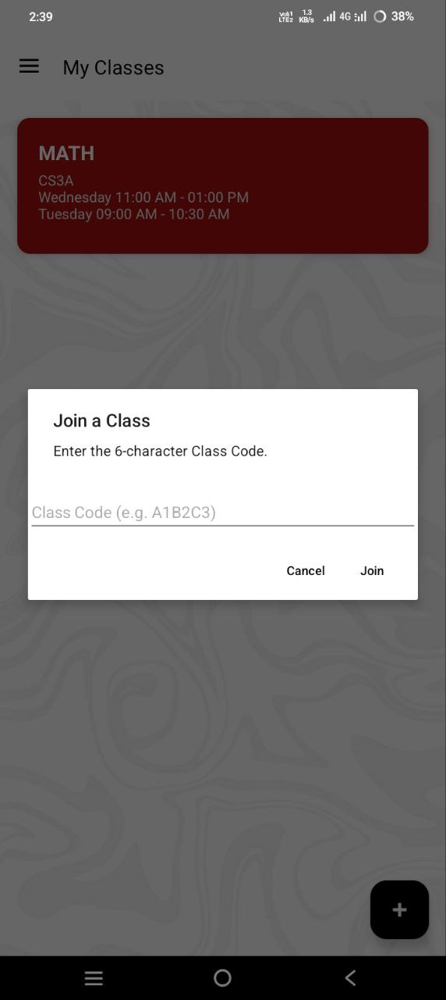 2:39
Vo1
LTE2
1.3
KB/s
4G
38%
My Classes
MATH
CS3A
Wednesday 11:00 AM - 01:00 PM
Tuesday 09:00 AM - 10:30 AM
Join a Class
Enter the 6-character Class Code.
Class Code (e.g. A1B2C3)
Cancel Join
+